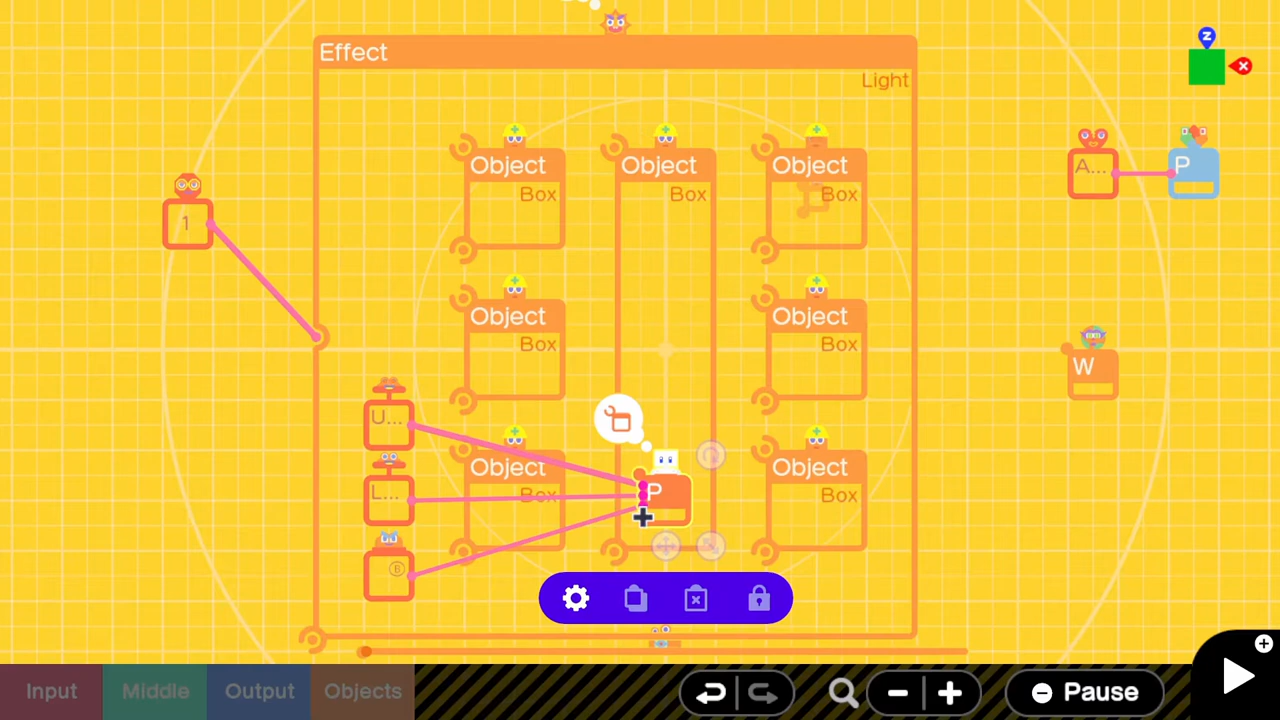 Effect
Light
Z
X
Object
Box
Object
Box
Object
Box
A...
P
1
Object
Box
Object
Box
W
U...
L...
B
Object
Box
P
Object
Box
Input
Middle
Output
Objects
Pause